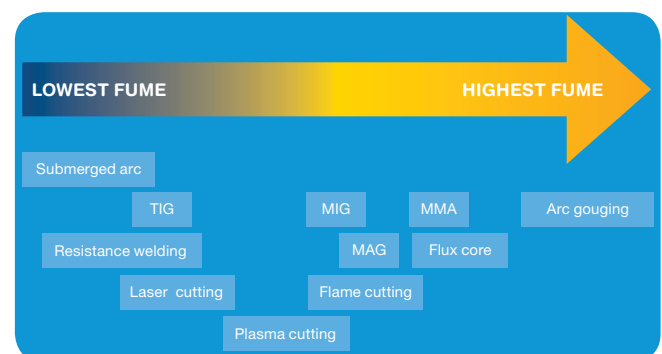 LOWEST FUME
HIGHEST FUME
Submerged arc
TIG
MIG
MMA
Arc gouging
Resistance welding
MAG
Flux core
Laser cutting
Flame cutting
Plasma cutting